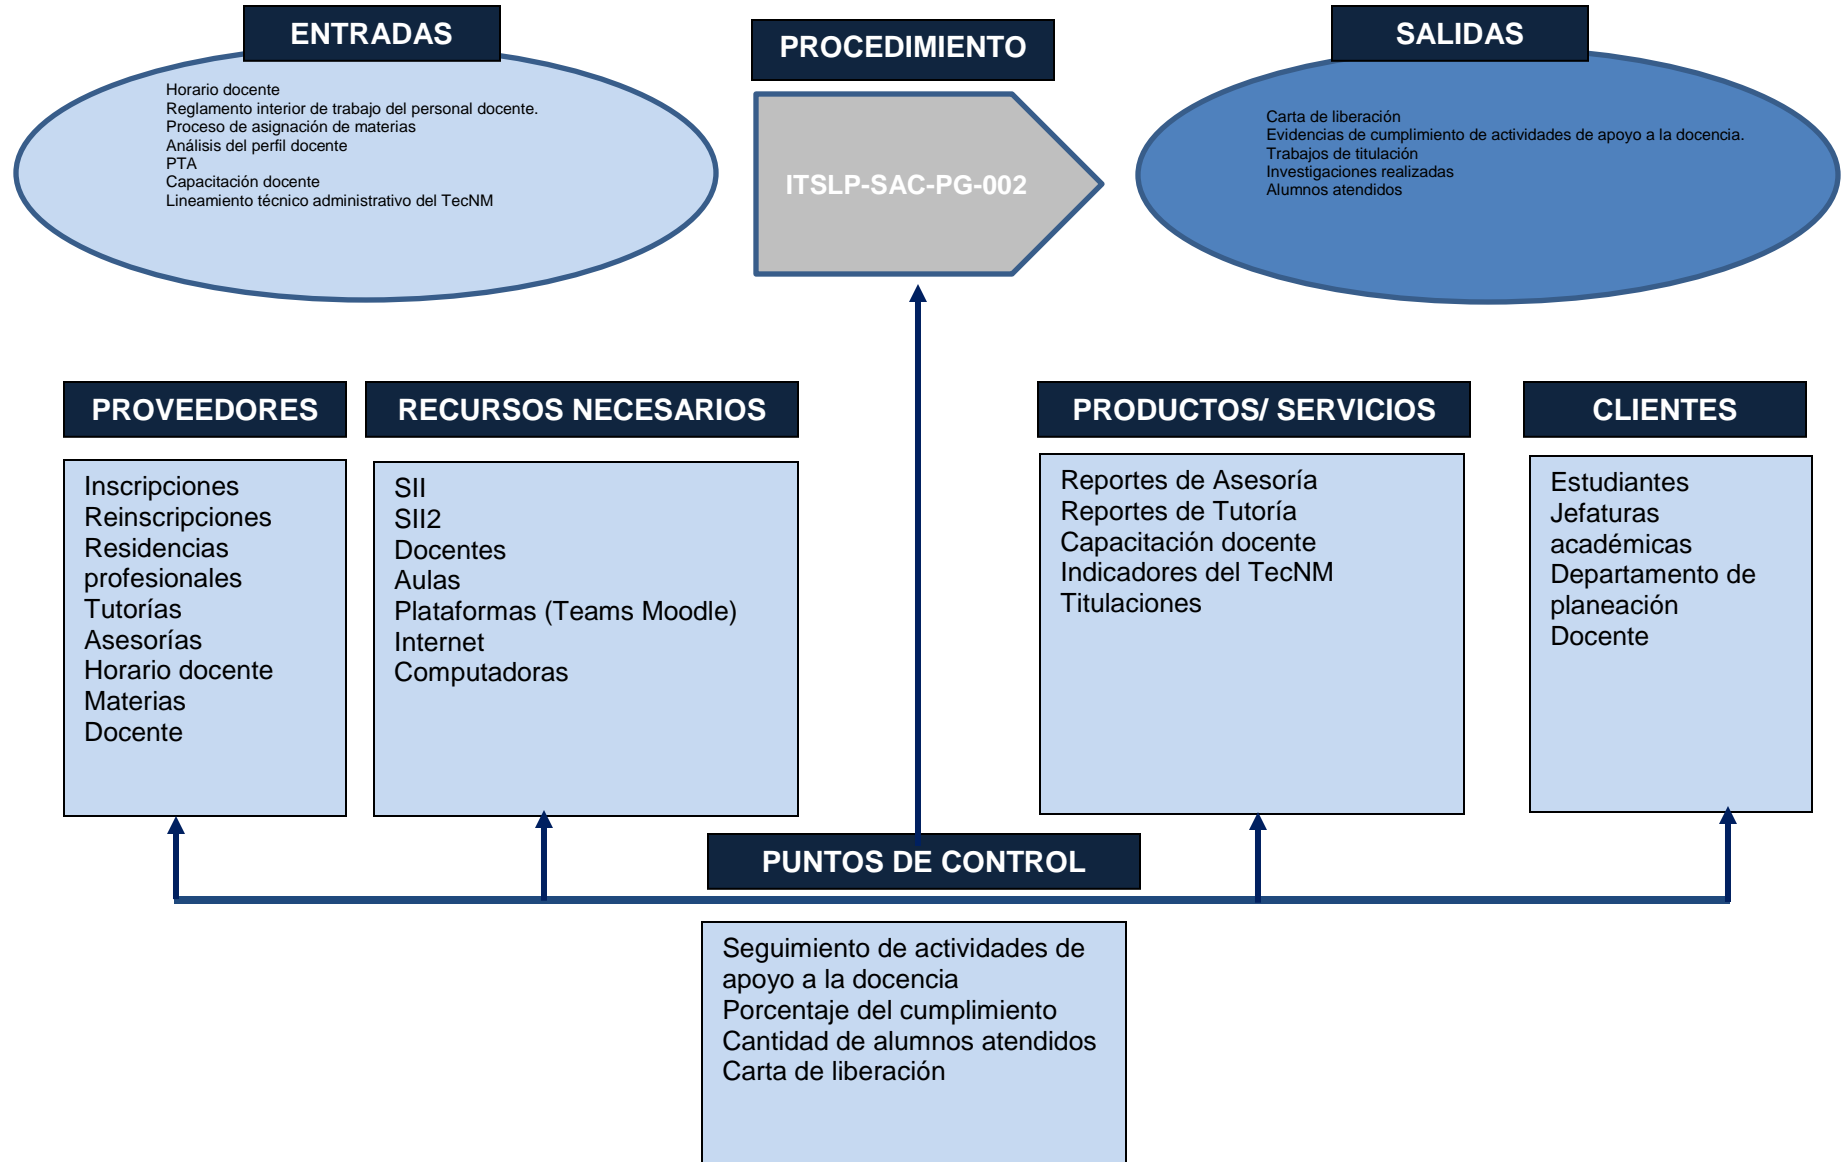 ENTRADAS
Horario docente
Reglamento interior de trabajo del personal docente.
Proceso de asignación de materias
Análisis del perfil docente
PTA
Capacitación docente
Lineamiento técnico administrativo del TecNM
PROCEDIMIENTO
ITSLP-SAC-PG-002
SALIDAS
Carta de liberación
Evidencias de cumplimiento de actividades de apoyo a la docencia.
Trabajos de titulación
Investigaciones realizadas
Alumnos atendidos
PROVEEDORES
Inscripciones
Reinscripciones
Residencias
profesionales
Tutorías
Asesorías
Horario docente
Materias
Docente
RECURSOS NECESARIOS
SII
SII2
Docentes
Aulas
Plataformas (Teams Moodle)
Internet
Computadoras
PRODUCTOS/ SERVICIOS
Reportes de Asesoría
Reportes de Tutoría
Capacitación docente
Indicadores del TecNM
Titulaciones
CLIENTES
Estudiantes
Jefaturas
académicas
Departamento de
planeación
Docente
PUNTOS DE CONTROL
Seguimiento de actividades de
apoyo a la docencia
Porcentaje del cumplimiento
Cantidad de alumnos atendidos
Carta de liberación